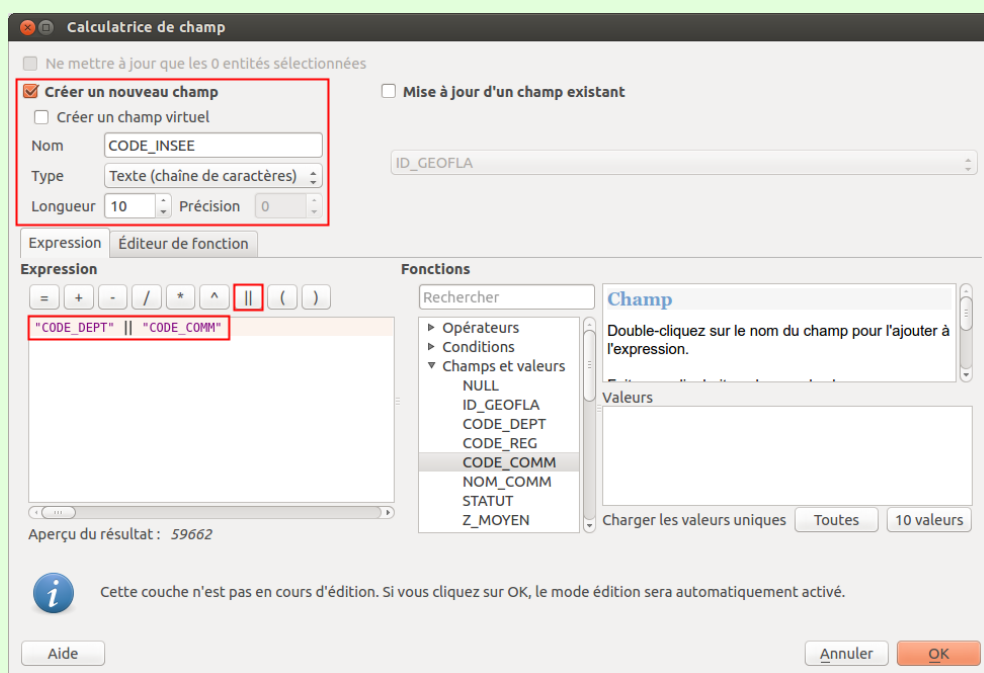 Calculatrice de champ
Ne mettre à jour que les 0 entités sélectionnées
Créer un nouveau champ
Mise à jour d'un champ existant
Créer un champ virtuel
Nom CODE_INSEE
ID_GEOFLA
Type Texte (chaîne de caractères)
Longueur 10 Précision 0
Expression Éditeur de fonction
Expression
= + - / * ^ || ( )
"CODE_DEPT" || "CODE_COMM"
Aperçu du résultat : 59662
Fonctions
Rechercher
Opérateurs
Conditions
Champs et valeurs
NULL
ID_GEOFLA
CODE_DEPT
CODE_REG
CODE_COMM
NOM_COMM
STATUT
Z_MOYEN
Champ
Double-cliquez sur le nom du champ pour l'ajouter à
l'expression.
Valeurs
Charger les valeurs uniques Toutes 10 valeurs
Cette couche n'est pas en cours d'édition. Si vous cliquez sur OK, le mode édition sera automatiquement activé.
Aide Annuler OK